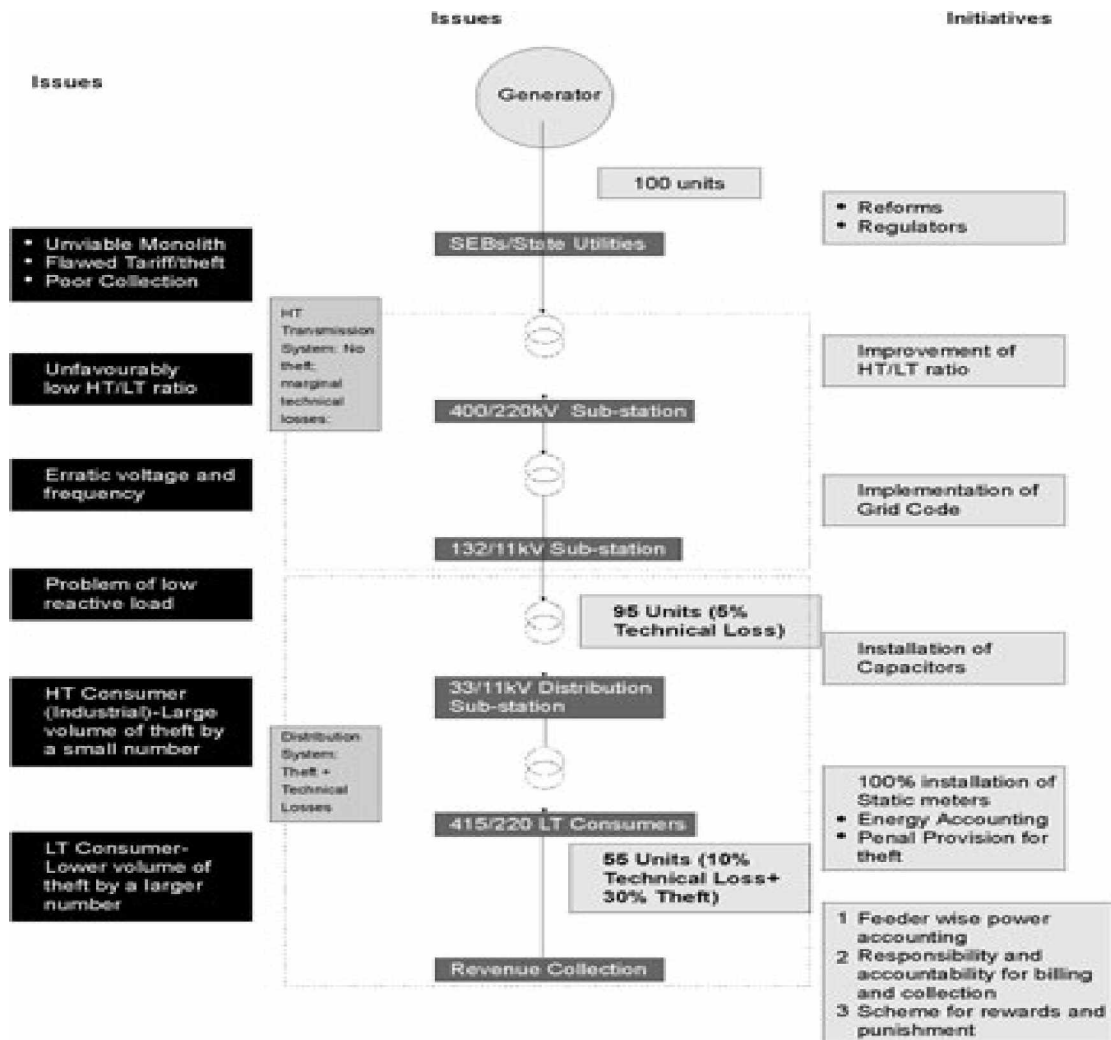 Issues
Initiatives
Issues
Generator
100 units
• Reforms
• Regulators
SEBs/State Utilities
• Unviable Monolith
• Flawed Tariff/theft
• Poor Collection
HT
Transmission
System: No
theft;
marginal
technical
losses:
Unfavourably
low HT/LT ratio
Improvement of
HT/LT ratio
400/220kV Sub-station
Erratic voltage and
frequency
Implementation of
Grid Code
132/11kV Sub-station
Problem of low
reactive load
95 Units (5%
Technical Loss)
Installation of
Capacitors
33/11kV Distribution
Sub-station
HT Consumer
(Industrial)-Large
volume of theft by
a small number
Distribution
System:
Theft +
Technical
Losses
100% installation of
Static meters
• Energy Accounting
• Penal Provision for
theft
415/220 LT Consumers
LT Consumer-
Lower volume of
theft by a larger
number
55 Units (10%
Technical Loss+
30% Theft)
1 Feeder wise power
accounting
2 Responsibility and
accountability for billing
and collection
3 Scheme for rewards and
punishment
Revenue Collection